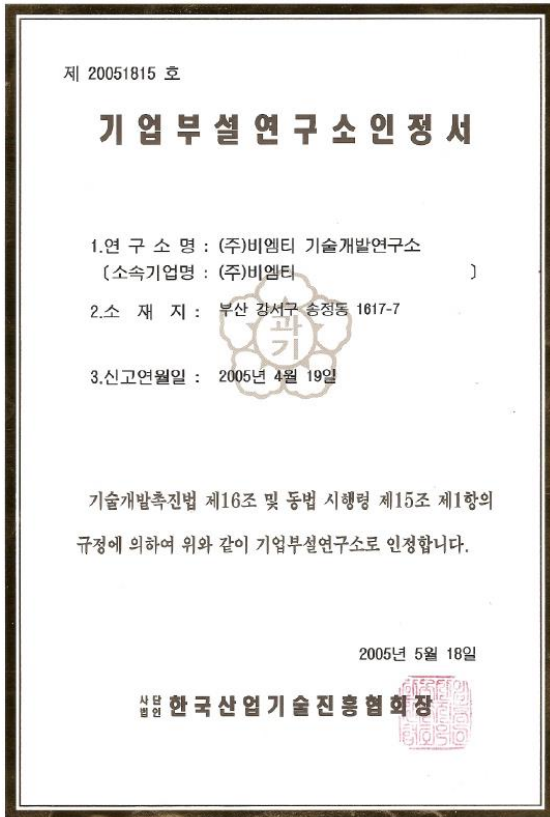 제 20051815 호
기업부설연구소인정서
1.연 구 소 명 : (주)비엠티 기술개발연구소
〔소속기업명 : (주)비엠티 〕
2.소 재 지 : 부산 강서구 송정동 1617-7
과기
3.신고연월일 : 2005년 4월 19일
기술개발촉진법 제16조 및 동법 시행령 제15조 제1항의
규정에 의하여 위와 같이 기업부설연구소로 인정합니다.
2005년 5월 18일
사단법인 한국산업기술진흥협회장